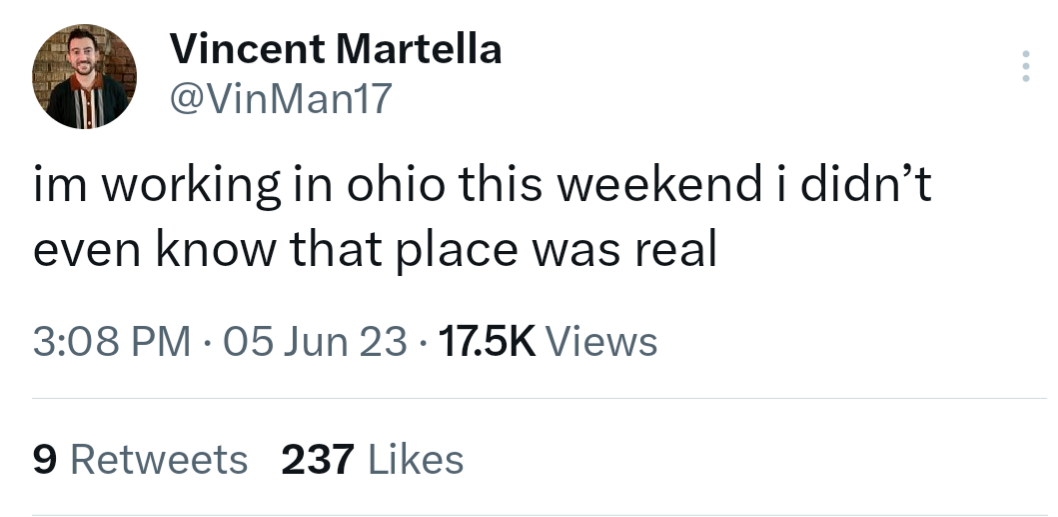 Vincent Martella
@VinMan17
im working in ohio this weekend i didn’t
even know that place was real
3:08 PM · 05 Jun 23 · 17.5K Views
9 Retweets 237 Likes